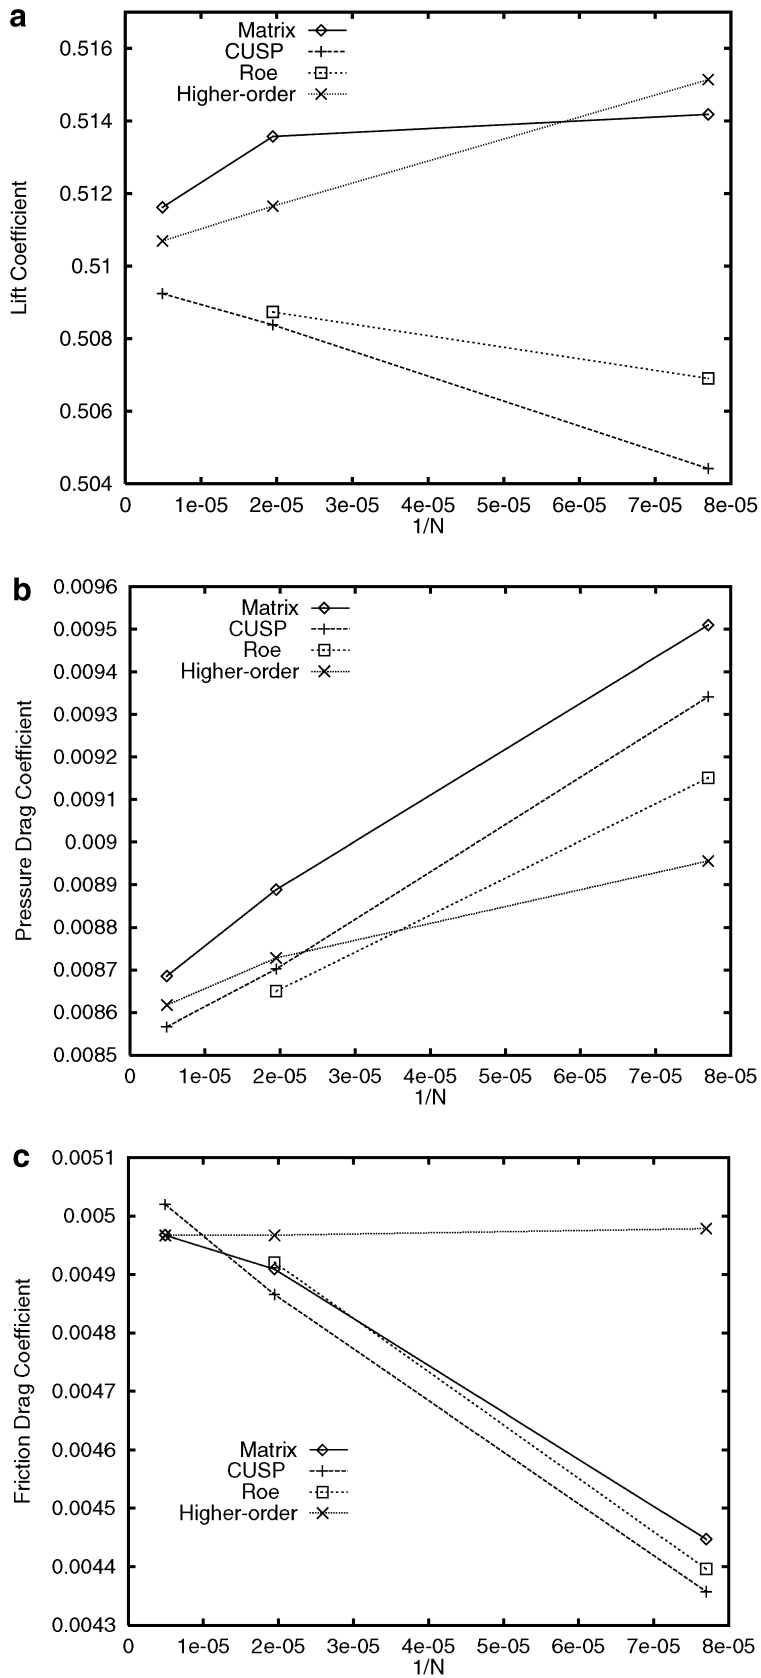 a
Matrix
CUSP
Roe
Higher-order
0.516
0.514
0.512
0.51
0.508
0.506
0.504
Lift Coefficient
0 1e-05 2e-05 3e-05 4e-05 5e-05 6e-05 7e-05 8e-05
1/N
b
Matrix
CUSP
Roe
Higher-order
0.0096
0.0095
0.0094
0.0093
0.0092
0.0091
0.009
0.0089
0.0088
0.0087
0.0086
0.0085
Pressure Drag Coefficient
0 1e-05 2e-05 3e-05 4e-05 5e-05 6e-05 7e-05 8e-05
1/N
c
0.0051
0.005
0.0049
0.0048
0.0047
0.0046
0.0045
0.0044
0.0043
Friction Drag Coefficient
Matrix
CUSP
Roe
Higher-order
0 1e-05 2e-05 3e-05 4e-05 5e-05 6e-05 7e-05 8e-05
1/N